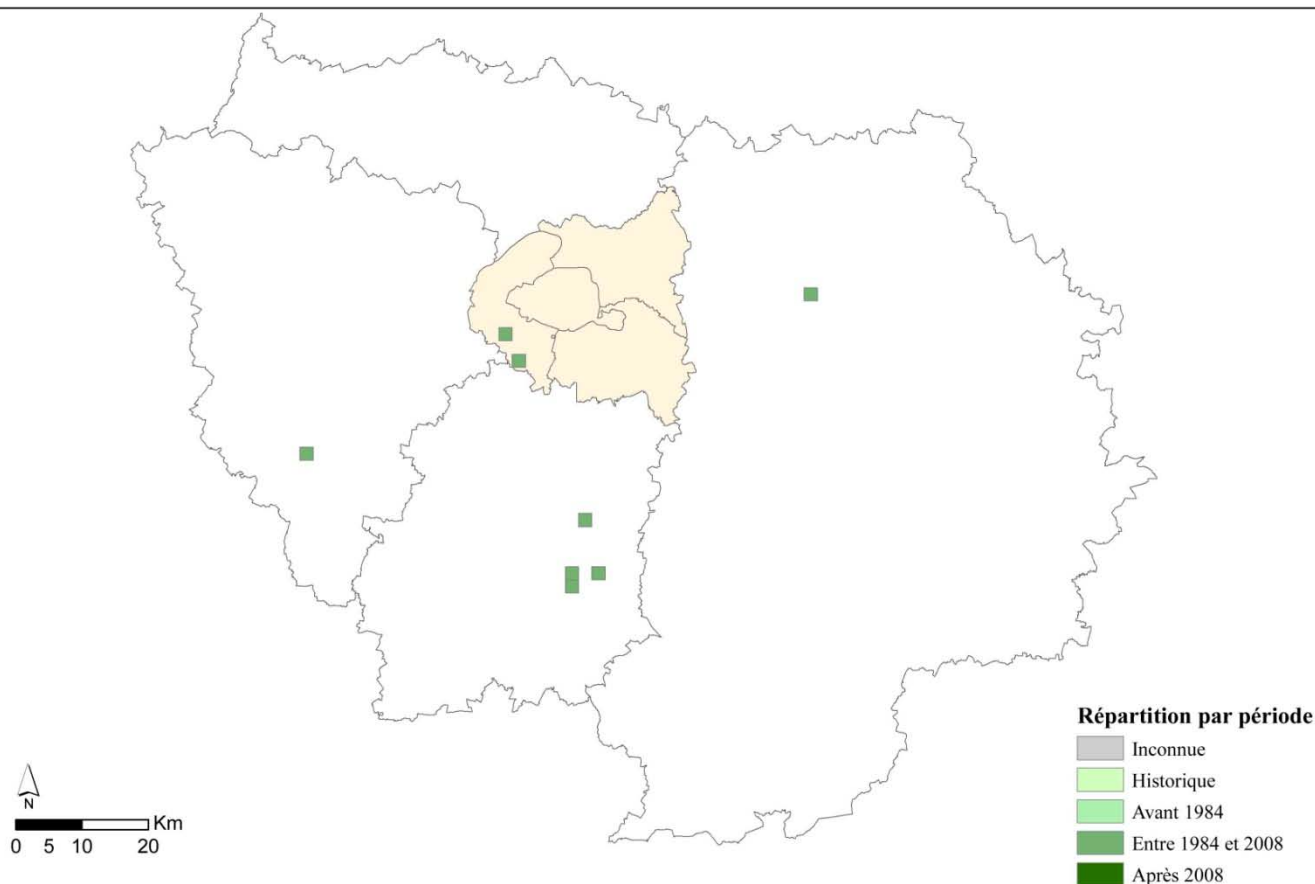 Répartition par période
Inconnue
Historique
Avant 1984
Entre 1984 et 2008
Après 2008
N
Km
0 5 10 20